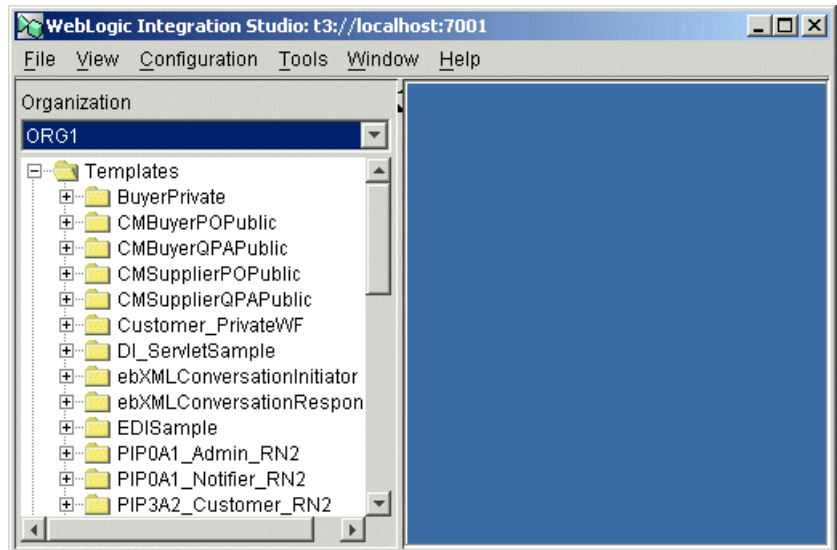 WebLogic Integration Studio: t3://localhost:7001
File View Configuration Tools Window Help
Organization
ORG1
Templates
BuyerPrivate
CMBuyerPOPublic
CMBuyerQPAPublic
CMSupplierPOPublic
CMSupplierQPAPublic
Customer_PrivateWF
DI_ServletSample
ebXMLConversationInitiator
ebXMLConversationRespon
EDISample
PIP0A1_Admin_RN2
PIP0A1_Notifier_RN2
PIP3A2_Customer_RN2